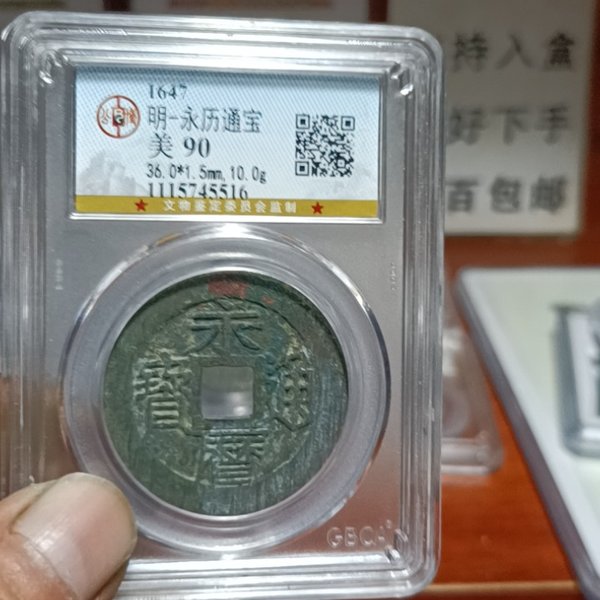 1647
明-永历通宝
美 90
36.0*1.5mm,10.0g
1115745516
★ 文物鉴定委员会监制 ★
永
曆
通
寶
GBCA
持入盒
好下手
百包邮